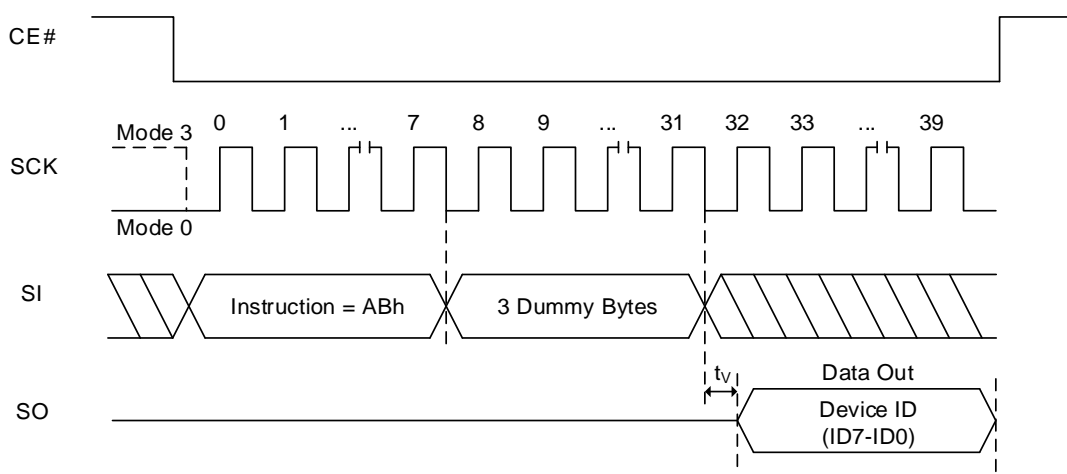 CE#
0 1 ... 7 8 9 ... 31 32 33 ... 39
Mode 3
SCK
Mode 0
SI
Instruction = ABh
3 Dummy Bytes
tV
Data Out
SO
Device ID
(ID7-ID0)